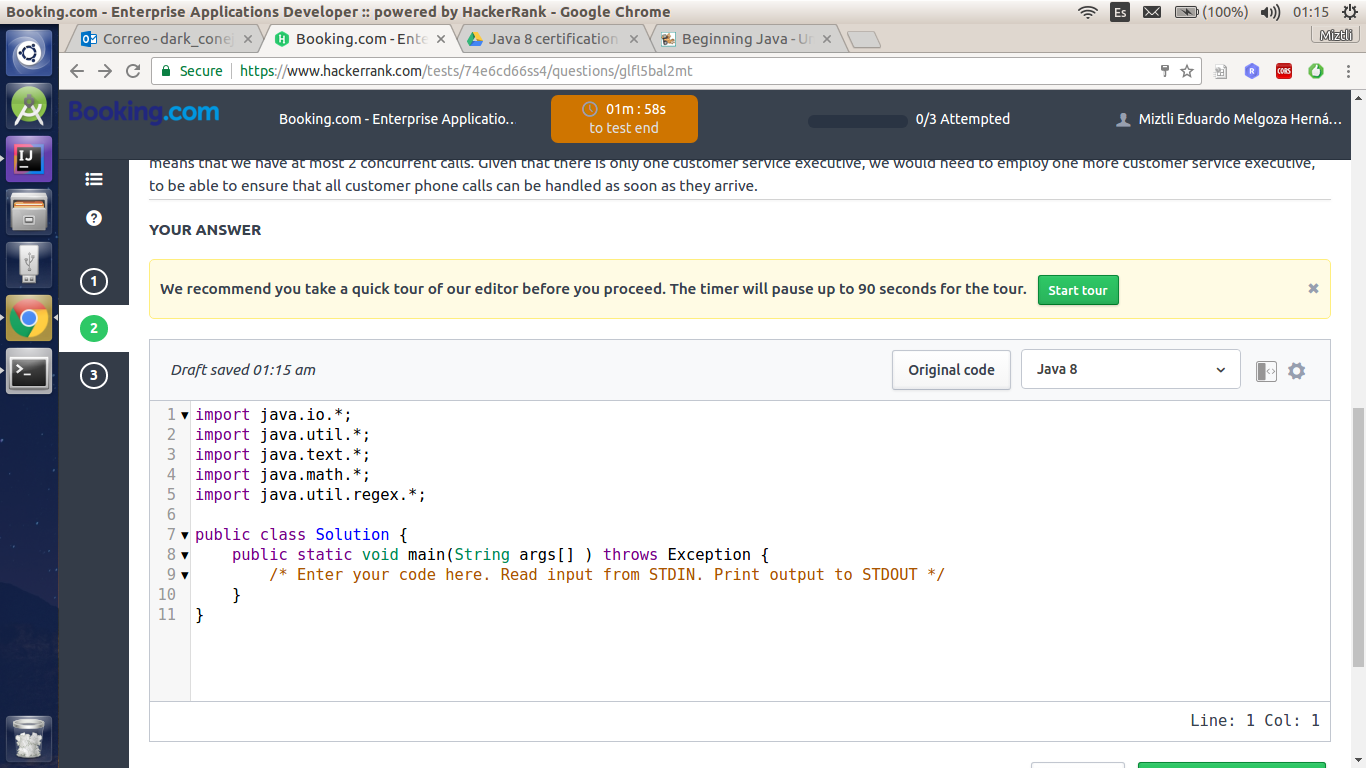 Booking.com - Enterprise Applications Developer :: powered by HackerRank - Google Chrome
Es
(100%)
01:15
Correo - dark_cone
Booking.com - Ente
Java 8 certification
Beginning Java - Un
Miztli
Secure
https://www.hackerrank.com/tests/74e6cd66ss4/questions/glfl5bal2mt
R
CORS
Booking.com
Booking.com - Enterprise Applicatio...
01m : 58s
to test end
0/3 Attempted
Miztli Eduardo Melgoza Herná...
means that we have at most 2 concurrent calls. Given that there is only one customer service executive, we would need to employ one more customer service executive,
to be able to ensure that all customer phone calls can be handled as soon as they arrive.
YOUR ANSWER
We recommend you take a quick tour of our editor before you proceed. The timer will pause up to 90 seconds for the tour.
Start tour
1
2
3
Draft saved 01:15 am
Original code
Java 8
1 import java.io.*;
2 import java.util.*;
3 import java.text.*;
4 import java.math.*;
5 import java.util.regex.*;
6
7 public class Solution {
8 public static void main(String args[] ) throws Exception {
9 /* Enter your code here. Read input from STDIN. Print output to STDOUT */
10 }
11 }
Line: 1 Col: 1
IJ